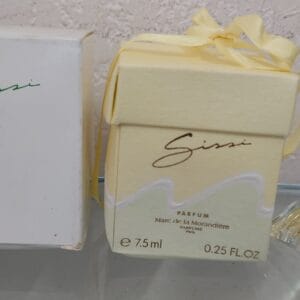 Sissi
PARFUM
Marc de la Morandière
PARFUMS
Paris
℮ 7.5 ml 0.25 FL.OZ